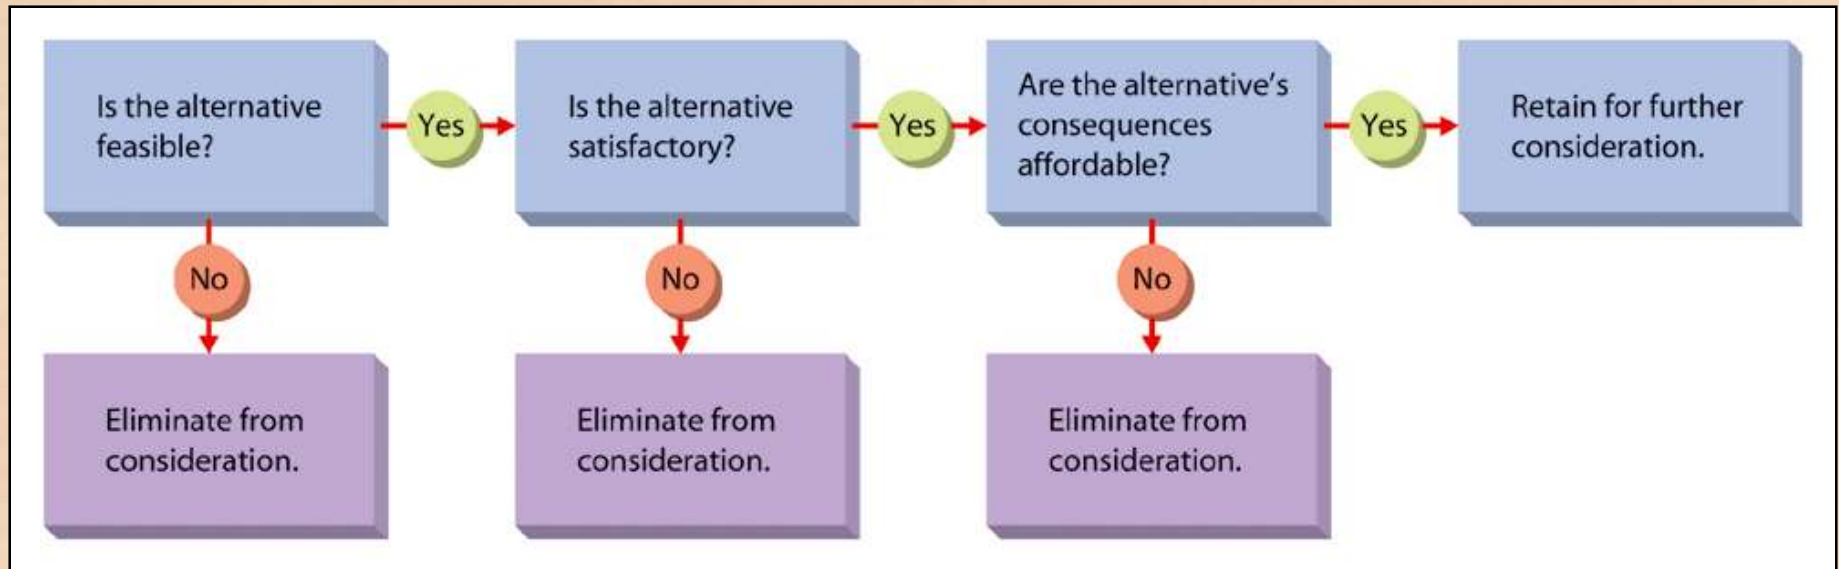 Is the alternative
feasible?
Yes
Is the alternative
satisfactory?
Yes
Are the alternative's
consequences
affordable?
Yes
Retain for further
consideration.
No
No
No
Eliminate from
consideration.
Eliminate from
consideration.
Eliminate from
consideration.